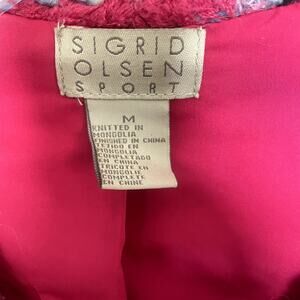 SIGRID
OLSEN
SPORT
M
KNITTED IN
MONGOLIA
FINISHED IN CHINA
TEJIDO EN
MONGOLIA
COMPLETADO
EN CHINA
TRICOTE EN
MONGOLIE
COMPLETE
EN CHINE